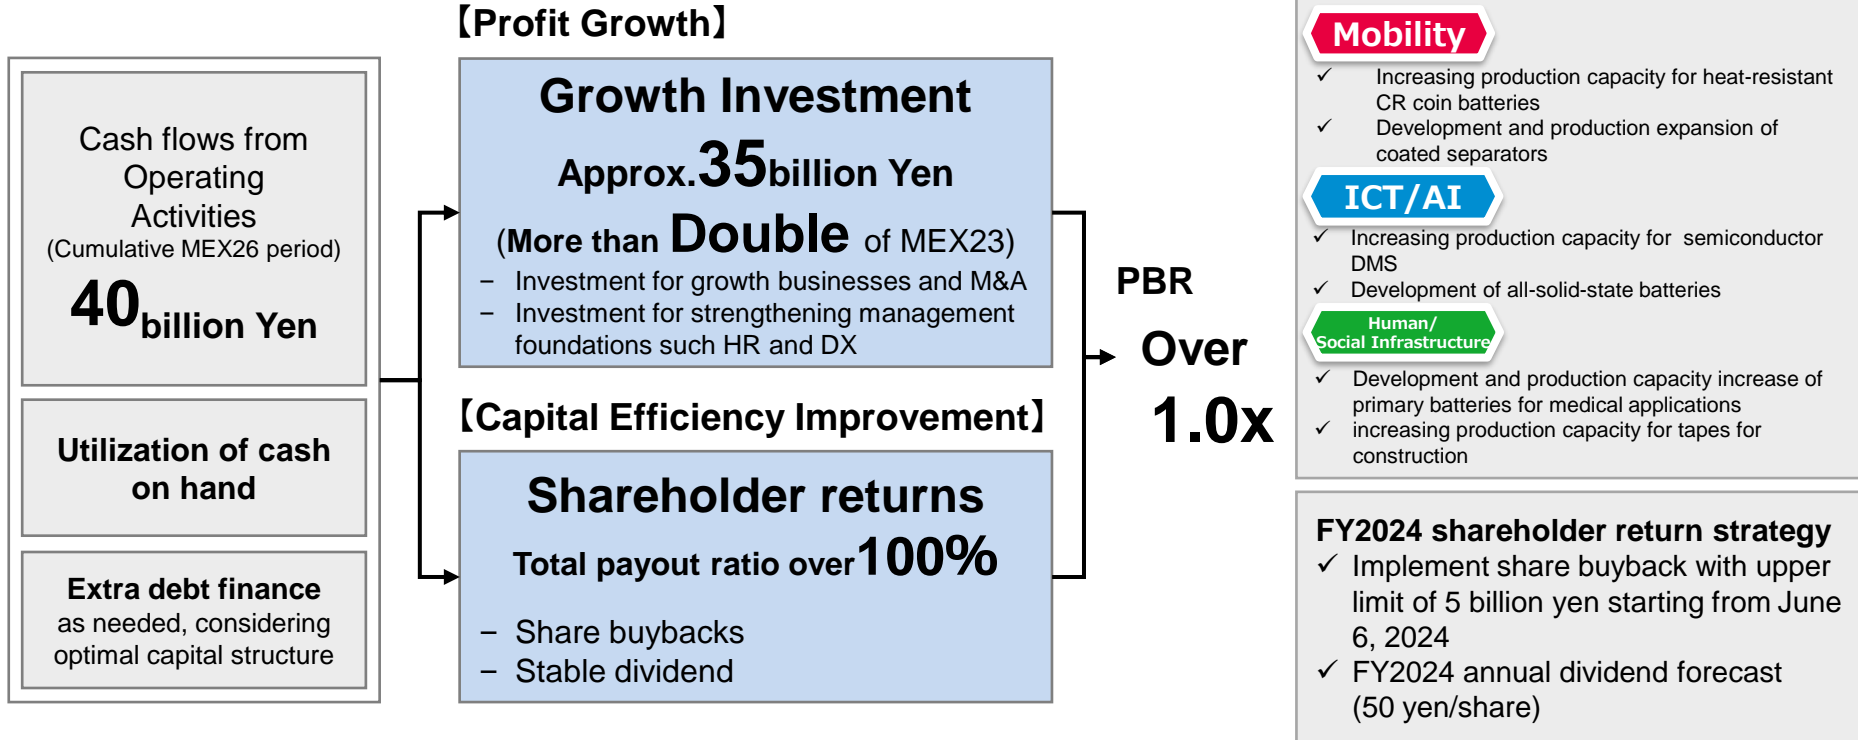 Cash flows from
Operating
Activities
(Cumulative MEX26 period)
40 billion Yen
Utilization of cash
on hand
Extra debt finance
as needed, considering
optimal capital structure
【Profit Growth】
Growth Investment
Approx.35billion Yen
(More than Double of MEX23)
− Investment for growth businesses and M&A
− Investment for strengthening management
foundations such HR and DX
【Capital Efficiency Improvement】
Shareholder returns
Total payout ratio over 100%
− Share buybacks
− Stable dividend
PBR
Over
1.0x
Mobility
✓ Increasing production capacity for heat-resistant
CR coin batteries
✓ Development and production expansion of
coated separators
ICT/AI
✓ Increasing production capacity for semiconductor
DMS
✓ Development of all-solid-state batteries
Human/
Social Infrastructure
✓ Development and production capacity increase of
primary batteries for medical applications
✓ increasing production capacity for tapes for
construction
FY2024 shareholder return strategy
✓ Implement share buyback with upper
limit of 5 billion yen starting from June
6, 2024
✓ FY2024 annual dividend forecast
(50 yen/share)